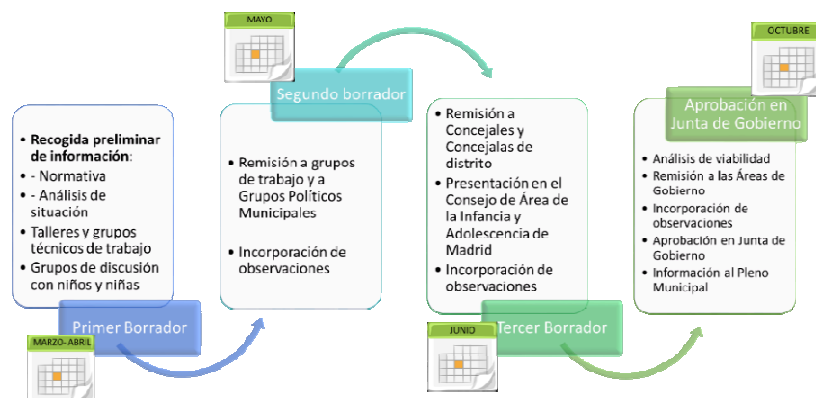 • Recogida preliminar
de información:
• - Normativa
• - Análisis de
situación
• Talleres y grupos
técnicos de trabajo
• Grupos de discusión
con niños y niñas
Primer Borrador
MARZO-ABRIL
MAYO
Segundo borrador
• Remisión a grupos
de trabajo y a
Grupos Políticos
Municipales
• Incorporación de
observaciones
• Remisión a
Concejales y
Concejalas de
distrito
• Presentación en el
Consejo de Área de
la Infancia y
Adolescencia de
Madrid
• Incorporación de
observaciones
Tercer Borrador
JUNIO
OCTUBRE
Aprobación en
Junta de Gobierno
• Análisis de viabilidad
• Remisión a las Áreas de
Gobierno
• Incorporación de
observaciones
• Aprobación en Junta de
Gobierno
• Información al Pleno
Municipal